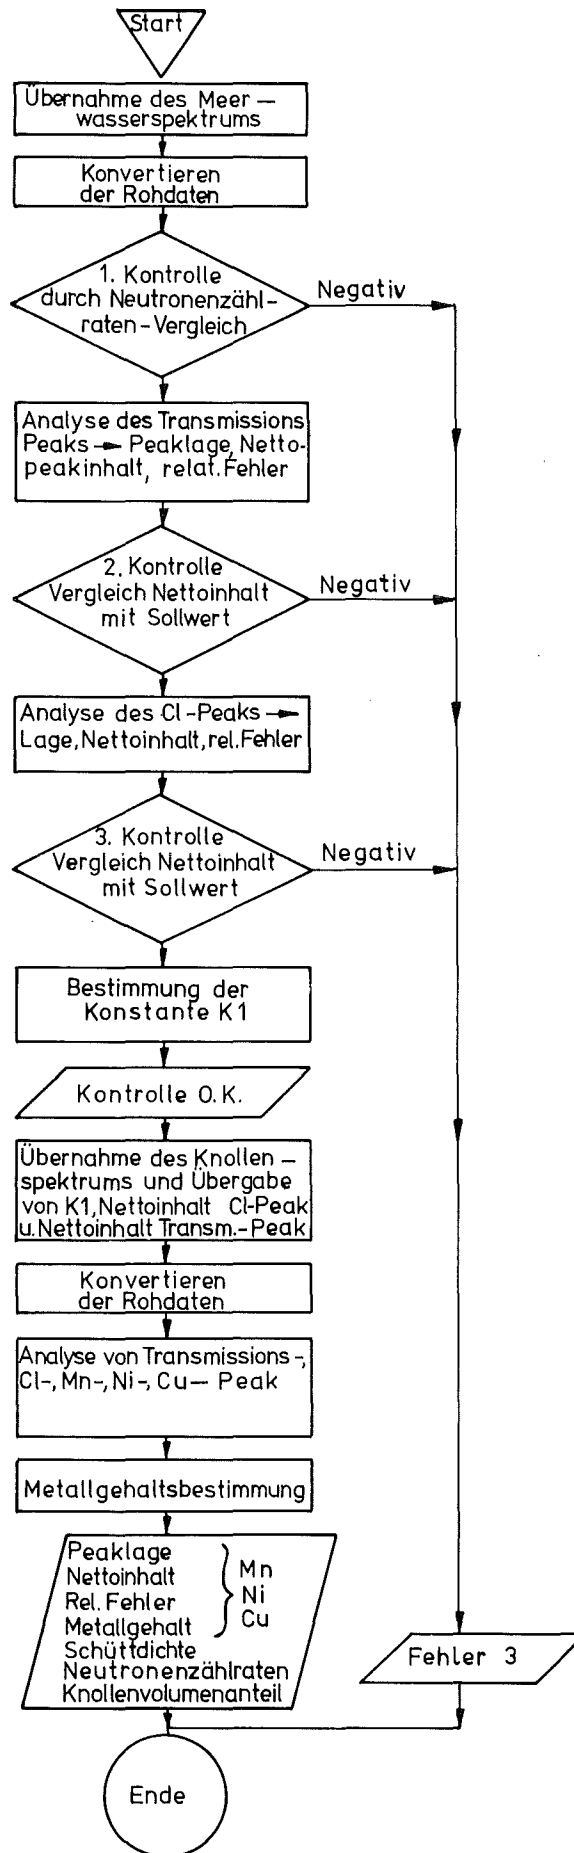 Start
Übernahme des Meer –
wasserspektrums
Konvertieren
der Rohdaten
1. Kontrolle
durch Neutronenzähl-
raten-Vergleich
Negativ
Analyse des Transmissions
Peaks → Peaklage, Netto-
peakinhalt, relat. Fehler
2. Kontrolle
Vergleich Nettoinhalt
mit Sollwert
Negativ
Analyse des Cl-Peaks →
Lage, Nettoinhalt, rel. Fehler
3. Kontrolle
Vergleich Nettoinhalt
mit Sollwert
Negativ
Bestimmung der
Konstante K1
Kontrolle O.K.
Übernahme des Knollen –
spektrums und Übergabe
von K1, Nettoinhalt Cl-Peak
u. Nettoinhalt Transm.-Peak
Konvertieren
der Rohdaten
Analyse von Transmissions-,
Cl-, Mn-, Ni-, Cu— Peak
Metallgehaltsbestimmung
Peaklage
Nettoinhalt
Rel. Fehler
Metallgehalt
Mn
Ni
Cu
Schüttdichte
Neutronenzählraten
Knollenvolumenanteil
Fehler 3
Ende